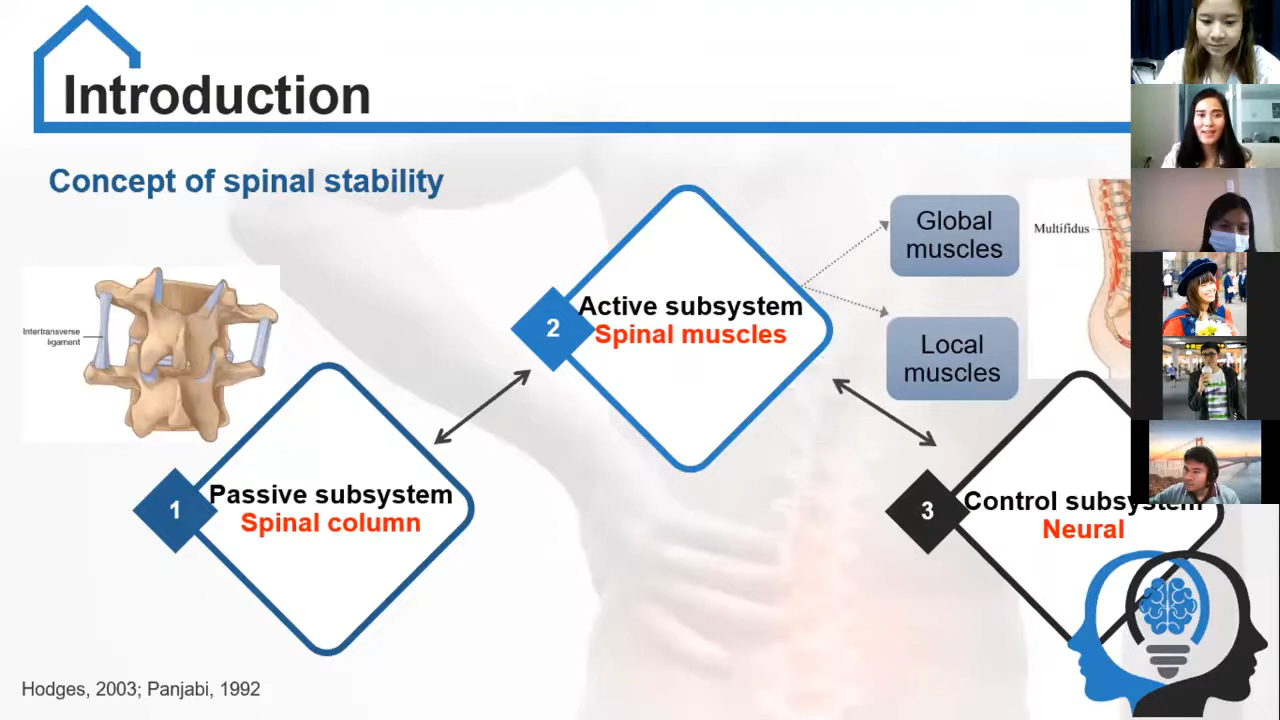 Introduction
Concept of spinal stability
Intertransverse
ligament
1
Passive subsystem
Spinal column
2
Active subsystem
Spinal muscles
Global
muscles
Local
muscles
Multifidus
3
Control subsystem
Neural
Hodges, 2003; Panjabi, 1992